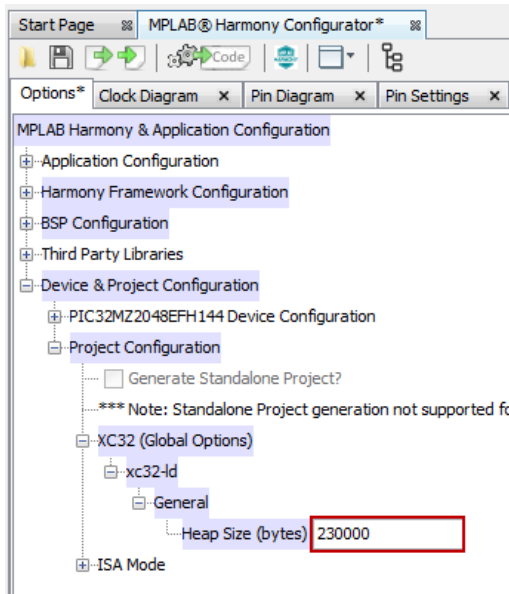 Start Page
MPLAB® Harmony Configurator*
Code
Options* Clock Diagram Pin Diagram Pin Settings
MPLAB Harmony & Application Configuration
Application Configuration
Harmony Framework Configuration
BSP Configuration
Third Party Libraries
Device & Project Configuration
PIC32MZ2048EFH144 Device Configuration
Project Configuration
Generate Standalone Project?
*** Note: Standalone Project generation not supported fo
XC32 (Global Options)
xc32-ld
General
Heap Size (bytes) 230000
ISA Mode